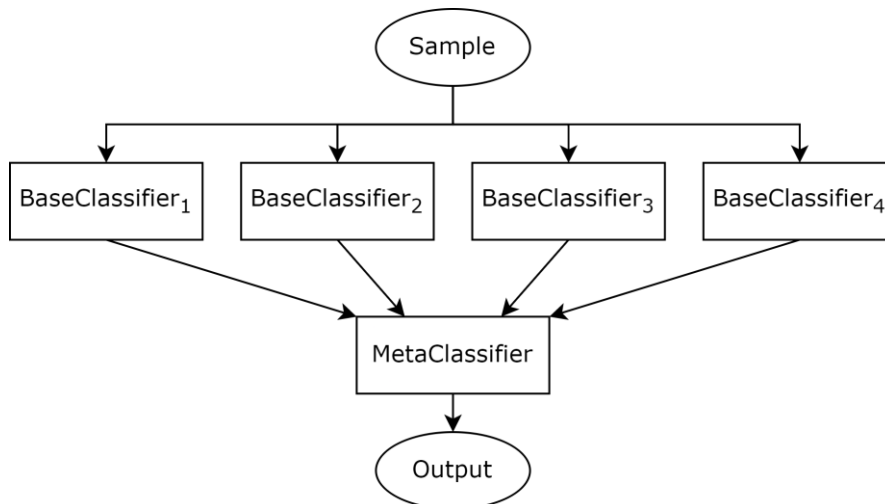 Sample
BaseClassifier₁
BaseClassifier₂
BaseClassifier₃
BaseClassifier₄
MetaClassifier
Output